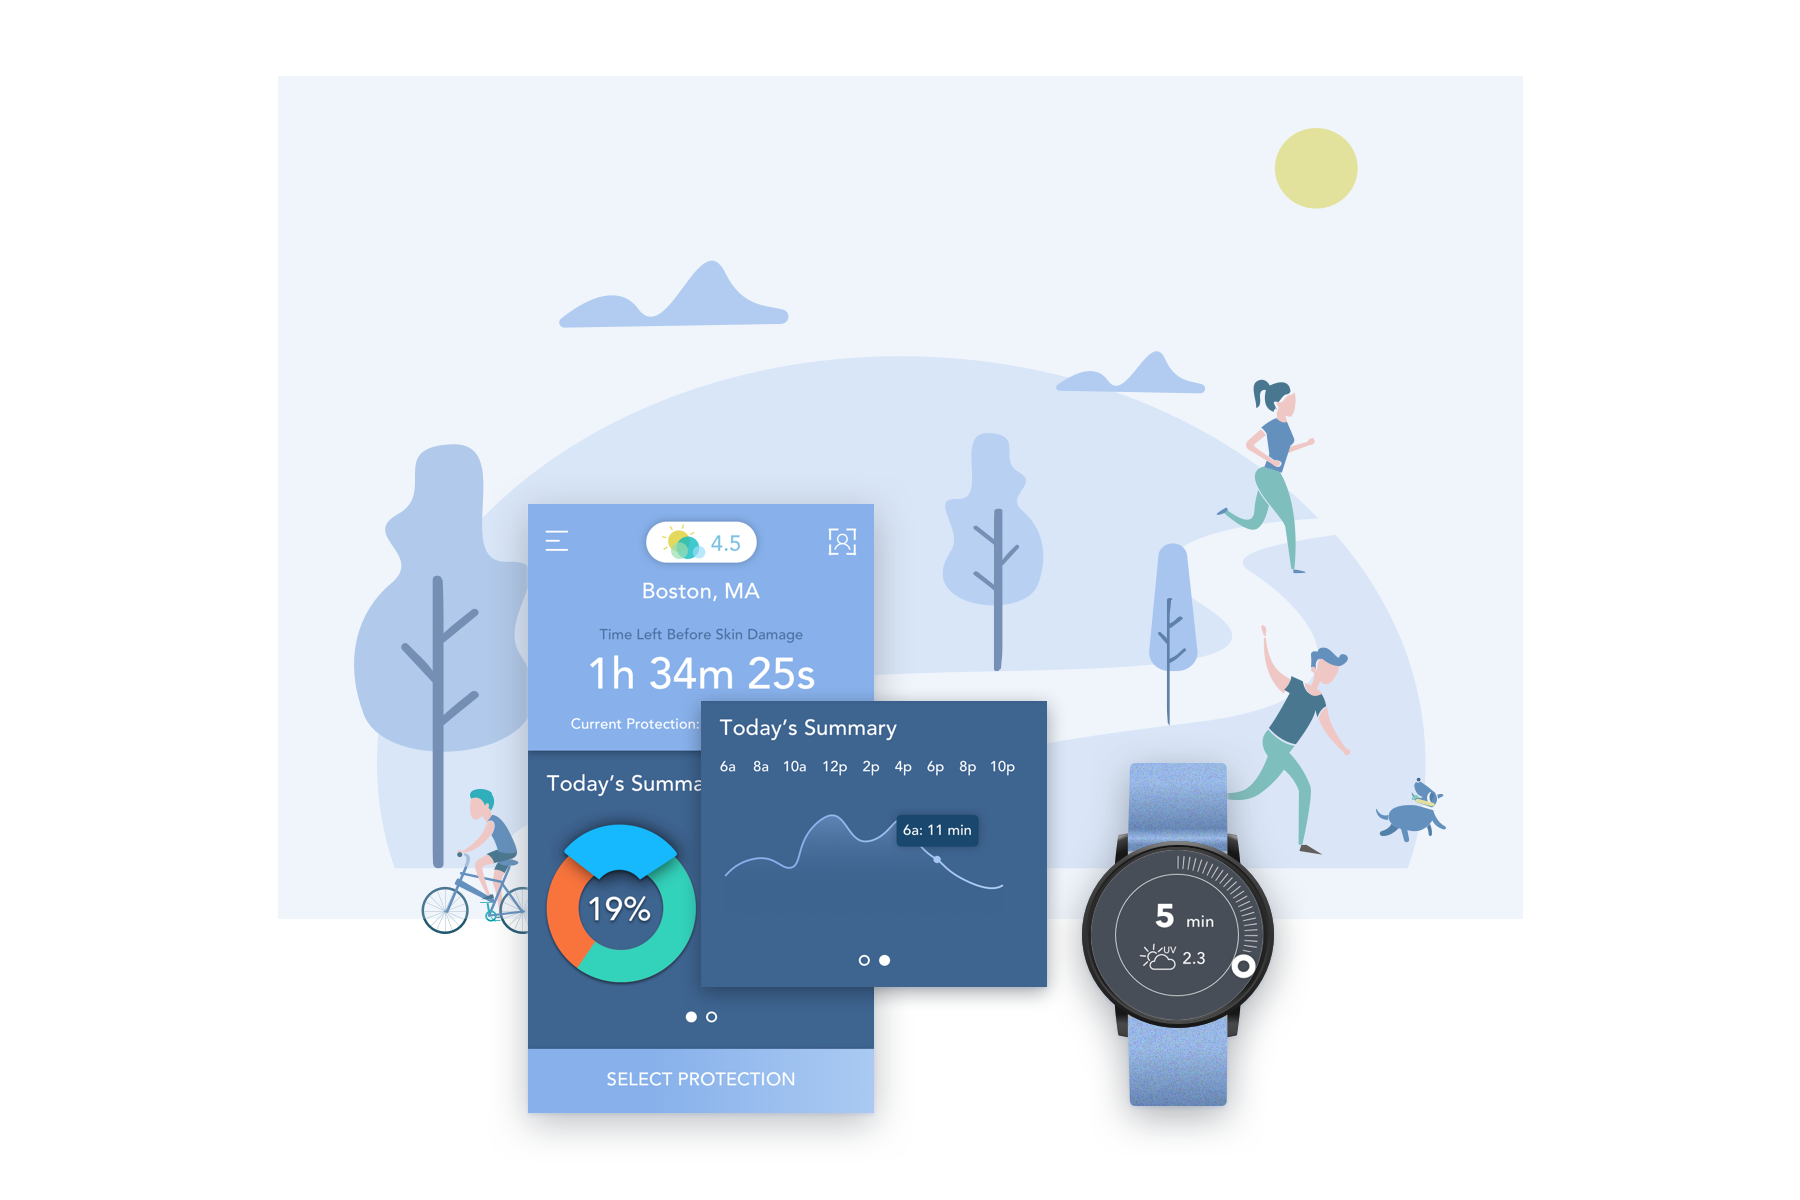 4.5
Boston, MA
Time Left Before Skin Damage
1h 34m 25s
Current Protection:
Today’s Summa
19%
SELECT PROTECTION
Today’s Summary
6a 8a 10a 12p 2p 4p 6p 8p 10p
6a: 11 min
5 min
UV
2.3